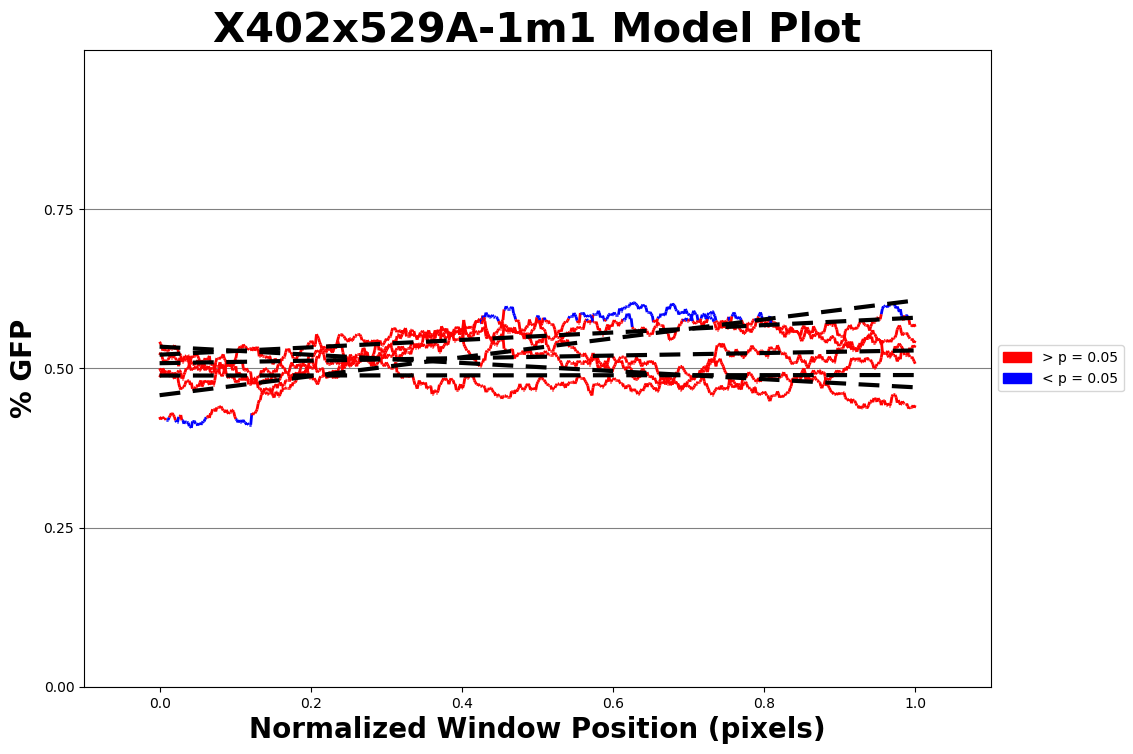 X402x529A-1m1 Model Plot
% GFP
0.75
0.50
0.25
0.00
0.0 0.2 0.4 0.6 0.8 1.0
Normalized Window Position (pixels)
> p = 0.05
< p = 0.05